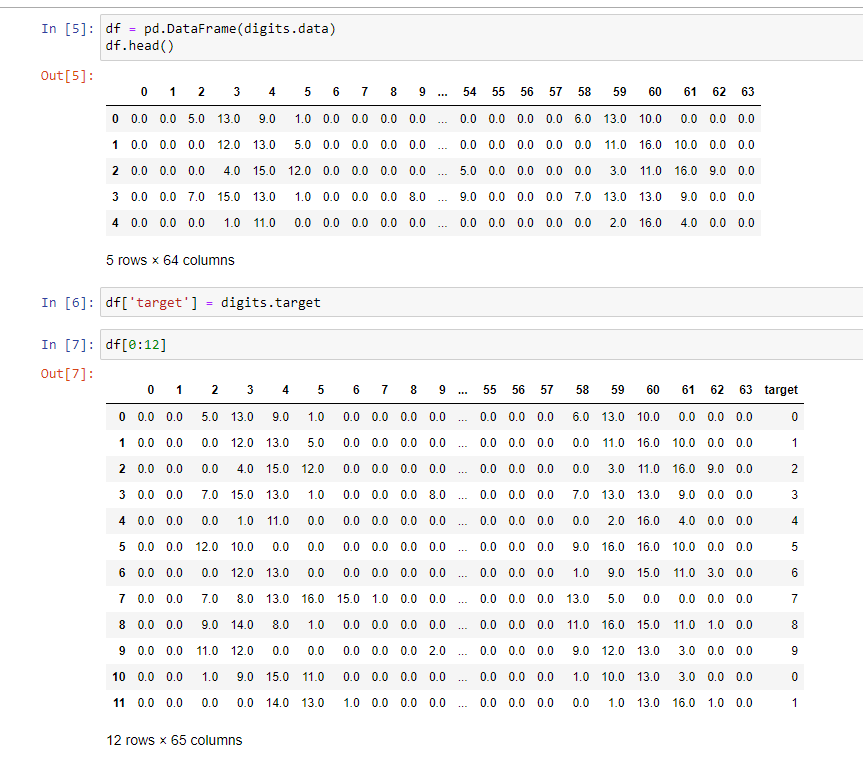 In [5]: df = pd.DataFrame(digits.data)
df.head()
Out[5]:
0 1 2 3 4 5 6 7 8 9 ... 54 55 56 57 58 59 60 61 62 63
0 0.0 0.0 5.0 13.0 9.0 1.0 0.0 0.0 0.0 0.0 ... 0.0 0.0 0.0 0.0 6.0 13.0 10.0 0.0 0.0 0.0
1 0.0 0.0 0.0 12.0 13.0 5.0 0.0 0.0 0.0 0.0 ... 0.0 0.0 0.0 0.0 0.0 11.0 16.0 10.0 0.0 0.0
2 0.0 0.0 0.0 4.0 15.0 12.0 0.0 0.0 0.0 0.0 ... 5.0 0.0 0.0 0.0 0.0 3.0 11.0 16.0 9.0 0.0
3 0.0 0.0 7.0 15.0 13.0 1.0 0.0 0.0 0.0 8.0 ... 9.0 0.0 0.0 0.0 7.0 13.0 13.0 9.0 0.0 0.0
4 0.0 0.0 0.0 1.0 11.0 0.0 0.0 0.0 0.0 0.0 ... 0.0 0.0 0.0 0.0 0.0 2.0 16.0 4.0 0.0 0.0
5 rows × 64 columns
In [6]: df['target'] = digits.target
In [7]: df[0:12]
Out[7]:
0 1 2 3 4 5 6 7 8 9 ... 55 56 57 58 59 60 61 62 63 target
0 0.0 0.0 5.0 13.0 9.0 1.0 0.0 0.0 0.0 0.0 ... 0.0 0.0 0.0 6.0 13.0 10.0 0.0 0.0 0.0 0
1 0.0 0.0 0.0 12.0 13.0 5.0 0.0 0.0 0.0 0.0 ... 0.0 0.0 0.0 0.0 11.0 16.0 10.0 0.0 0.0 1
2 0.0 0.0 0.0 4.0 15.0 12.0 0.0 0.0 0.0 0.0 ... 0.0 0.0 0.0 0.0 3.0 11.0 16.0 9.0 0.0 2
3 0.0 0.0 7.0 15.0 13.0 1.0 0.0 0.0 0.0 8.0 ... 0.0 0.0 0.0 7.0 13.0 13.0 9.0 0.0 0.0 3
4 0.0 0.0 0.0 1.0 11.0 0.0 0.0 0.0 0.0 0.0 ... 0.0 0.0 0.0 0.0 2.0 16.0 4.0 0.0 0.0 4
5 0.0 0.0 12.0 10.0 0.0 0.0 0.0 0.0 0.0 0.0 ... 0.0 0.0 0.0 9.0 16.0 16.0 10.0 0.0 0.0 5
6 0.0 0.0 0.0 12.0 13.0 0.0 0.0 0.0 0.0 0.0 ... 0.0 0.0 0.0 1.0 9.0 15.0 11.0 3.0 0.0 6
7 0.0 0.0 7.0 8.0 13.0 16.0 15.0 1.0 0.0 0.0 ... 0.0 0.0 0.0 13.0 5.0 0.0 0.0 0.0 0.0 7
8 0.0 0.0 9.0 14.0 8.0 1.0 0.0 0.0 0.0 0.0 ... 0.0 0.0 0.0 11.0 16.0 15.0 11.0 1.0 0.0 8
9 0.0 0.0 11.0 12.0 0.0 0.0 0.0 0.0 0.0 2.0 ... 0.0 0.0 0.0 9.0 12.0 13.0 3.0 0.0 0.0 9
10 0.0 0.0 1.0 9.0 15.0 11.0 0.0 0.0 0.0 0.0 ... 0.0 0.0 0.0 1.0 10.0 13.0 3.0 0.0 0.0 0
11 0.0 0.0 0.0 0.0 14.0 13.0 1.0 0.0 0.0 0.0 ... 0.0 0.0 0.0 0.0 1.0 13.0 16.0 1.0 0.0 1
12 rows × 65 columns